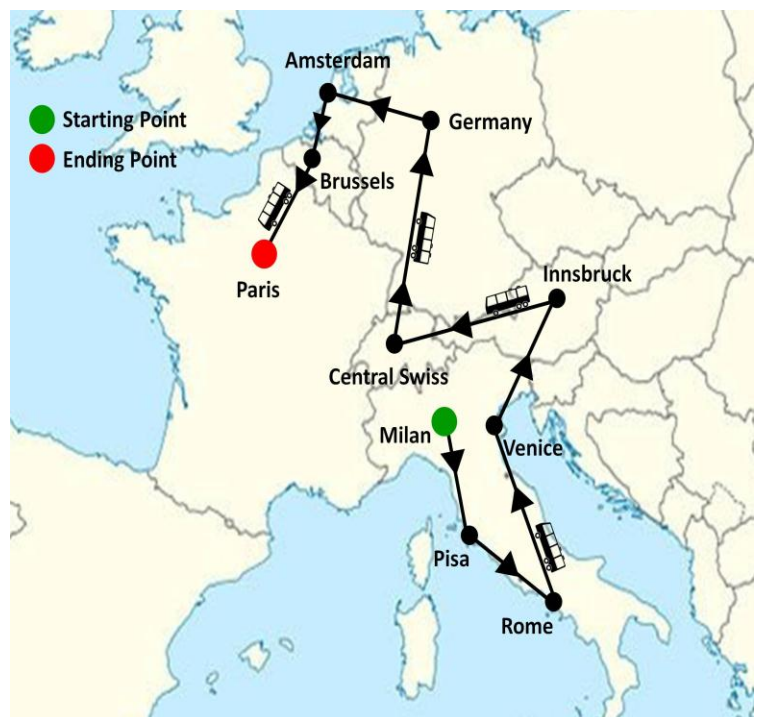 Amsterdam
Starting Point
Germany
Ending Point
Brussels
Innsbruck
Paris
Central Swiss
Milan
Venice
Pisa
Rome